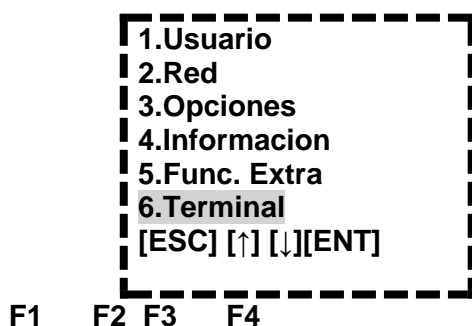 1.Usuario
2.Red
3.Opciones
4.Informacion
5.Func. Extra
6.Terminal
[ESC] [↑] [↓][ENT]
F1 F2 F3 F4